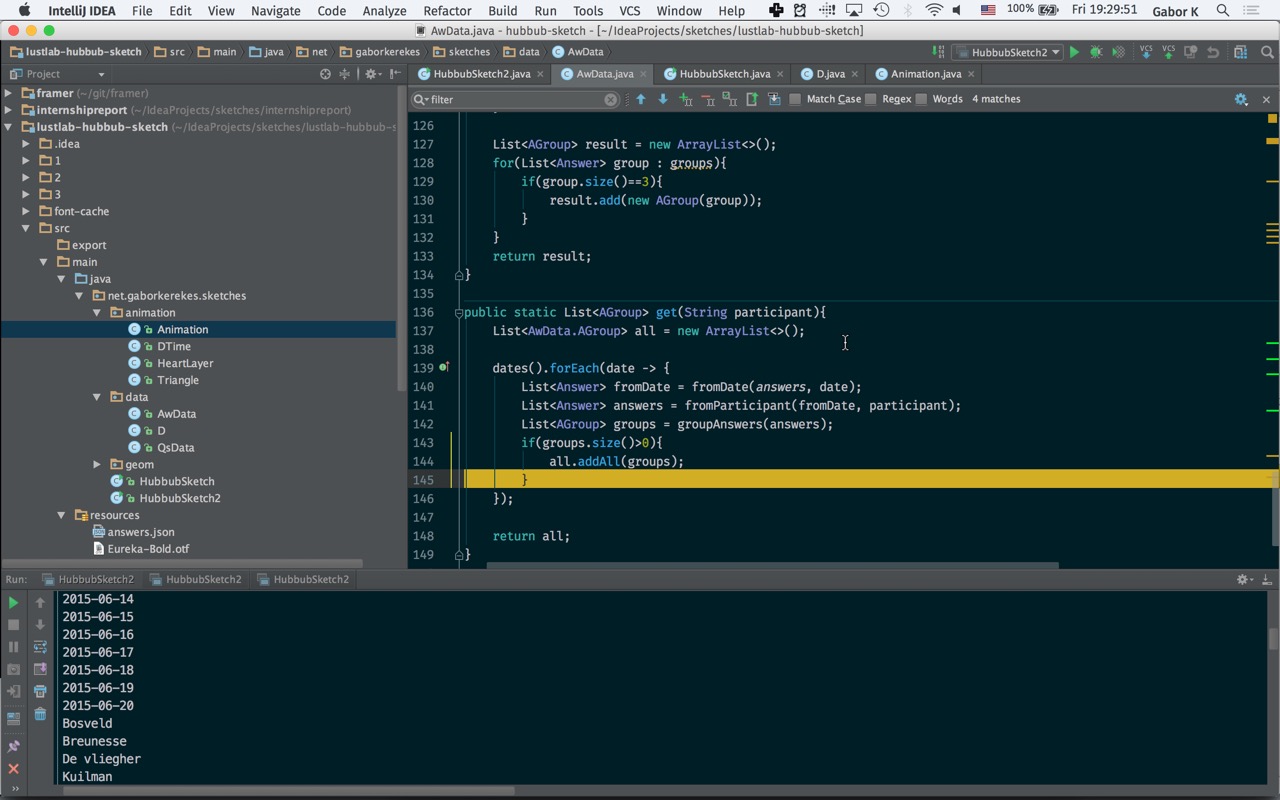 IntelliJ IDEA File Edit View Navigate Code Analyze Refactor Build Run Tools VCS Window Help 100% Fri 19:29:51 Gabor K
AwData.java - hubbub-sketch - [~/IdeaProjects/sketches/lustlab-hubbub-sketch]
lustlab-hubbub-sketch src main java net gaborkerekes sketches data AwData HubbubSketch2 VCS VCS
Project HubbubSketch2.java AwData.java HubbubSketch.java D.java Animation.java
filter Match Case Regex Words 4 matches
framer (~/git/framer)
internshipreport (~/IdeaProjects/sketches/internshipreport)
lustlab-hubbub-sketch (~/IdeaProjects/sketches/lustlab-hubbub-s
.idea
1
2
3
font-cache
src
export
main
java
net.gaborkerekes.sketches
animation
Animation
DTime
HeartLayer
Triangle
data
AwData
D
QsData
geom
HubbubSketch
HubbubSketch2
resources
answers.json
Eureka-Bold.otf
126
127 List<AGroup> result = new ArrayList<>();
128 for(List<Answer> group : groups){
129 if(group.size()==3){
130 result.add(new AGroup(group));
131 }
132 }
133 return result;
134 }
135
136 public static List<AGroup> get(String participant){
137 List<AwData.AGroup> all = new ArrayList<>();
138
139 dates().forEach(date -> {
140 List<Answer> fromDate = fromDate(answers, date);
141 List<Answer> answers = fromParticipant(fromDate, participant);
142 List<AGroup> groups = groupAnswers(answers);
143 if(groups.size()>0){
144 all.addAll(groups);
145 }
146 });
147
148 return all;
149 }
Run: HubbubSketch2 HubbubSketch2 HubbubSketch2
2015-06-14
2015-06-15
2015-06-16
2015-06-17
2015-06-18
2015-06-19
2015-06-20
Bosveld
Breunesse
De vliegher
Kuilman